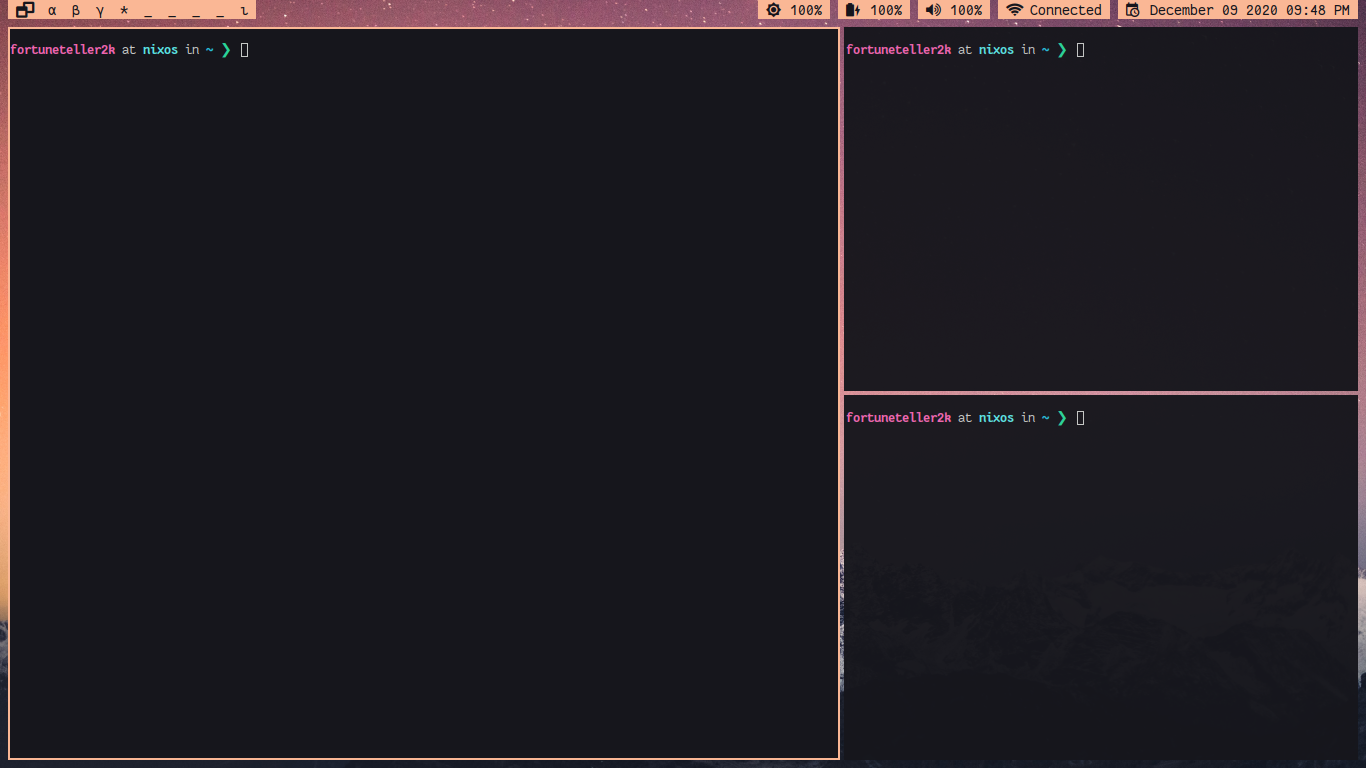 α β γ * _ _ _ _ ι 100% 100% 100% Connected December 09 2020 09:48 PM
fortuneteller2k at nixos in ~ ❯
fortuneteller2k at nixos in ~ ❯
fortuneteller2k at nixos in ~ ❯